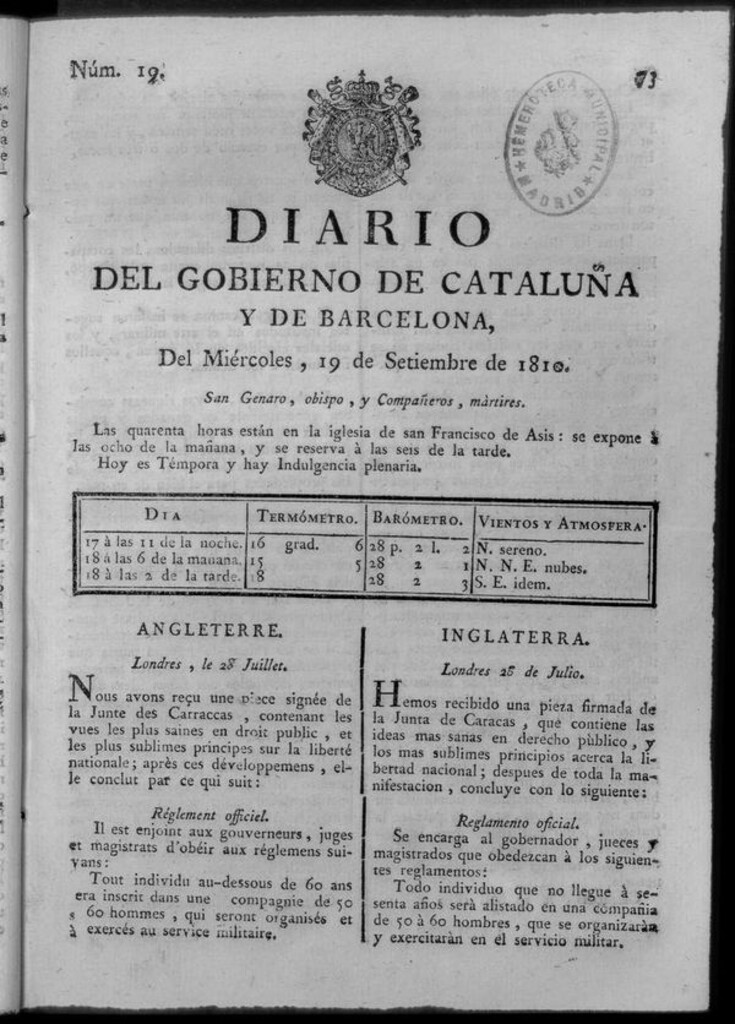 Núm. 19.
73
HEMEROTECA MUNICIPAL
MADRID
DIARIO
DEL GOBIERNO DE CATALUÑA
Y DE BARCELONA,
Del Miércoles , 19 de Setiembre de 1810.
San Genaro, obispo , y Compañeros , màrtires.
Las quarenta horas están en la iglesia de san Francisco de Asis : se expone à
las ocho de la mañana , y se reserva à las seis de la tarde.
Hoy es Témpora y hay Indulgencia plenaria.
DIA TERMÓMETRO. BARÓMETRO. VIENTOS Y ATMOSFERA.
17 à las 11 de la noche. 16 grad. 6 28 p. 2 l. 2 N. sereno.
18 á las 6 de la mañana. 15 5 28 2 1 N. N. E. nubes.
18 à las 2 de la tarde. 18 28 2 3 S. E. idem.
ANGLETERRE.
Londres , le 28 Juillet.
Nous avons reçu une piece signée de
la Junte des Carraccas , contenant les
vues les plus saines en droit public , et
les plus sublimes principes sur la liberté
nationale ; après ces développemens , el-
le conclut par ce qui suit :
Réglement officiel.
Il est enjoint aux gouverneurs , juges
et magistrats d'obéir aux réglemens sui-
vans :
Tout individu au-dessous de 60 ans
era inscrit dans une compagnie de 50
à 60 hommes , qui seront organisés et
à exercés au service militaire.
INGLATERRA.
Londres 28 de Julio.
Hemos recibido una pieza firmada de
la Junta de Caracas , que contiene las
ideas mas sanas en derecho pùblico , y
los mas sublimes principios acerca la li-
bertad nacional ; despues de toda la ma-
nifestacion , concluye con lo siguiente :
Reglamento oficial.
Se encarga al gobernador , jueces y
magistrados que obedezcan à los siguien-
tes reglamentos :
Todo individuo que no llegue à se-
senta años serà alistado en una compañia
de 50 à 60 hombres , que se organizaràn
y exercitaràn en el servicio militar.